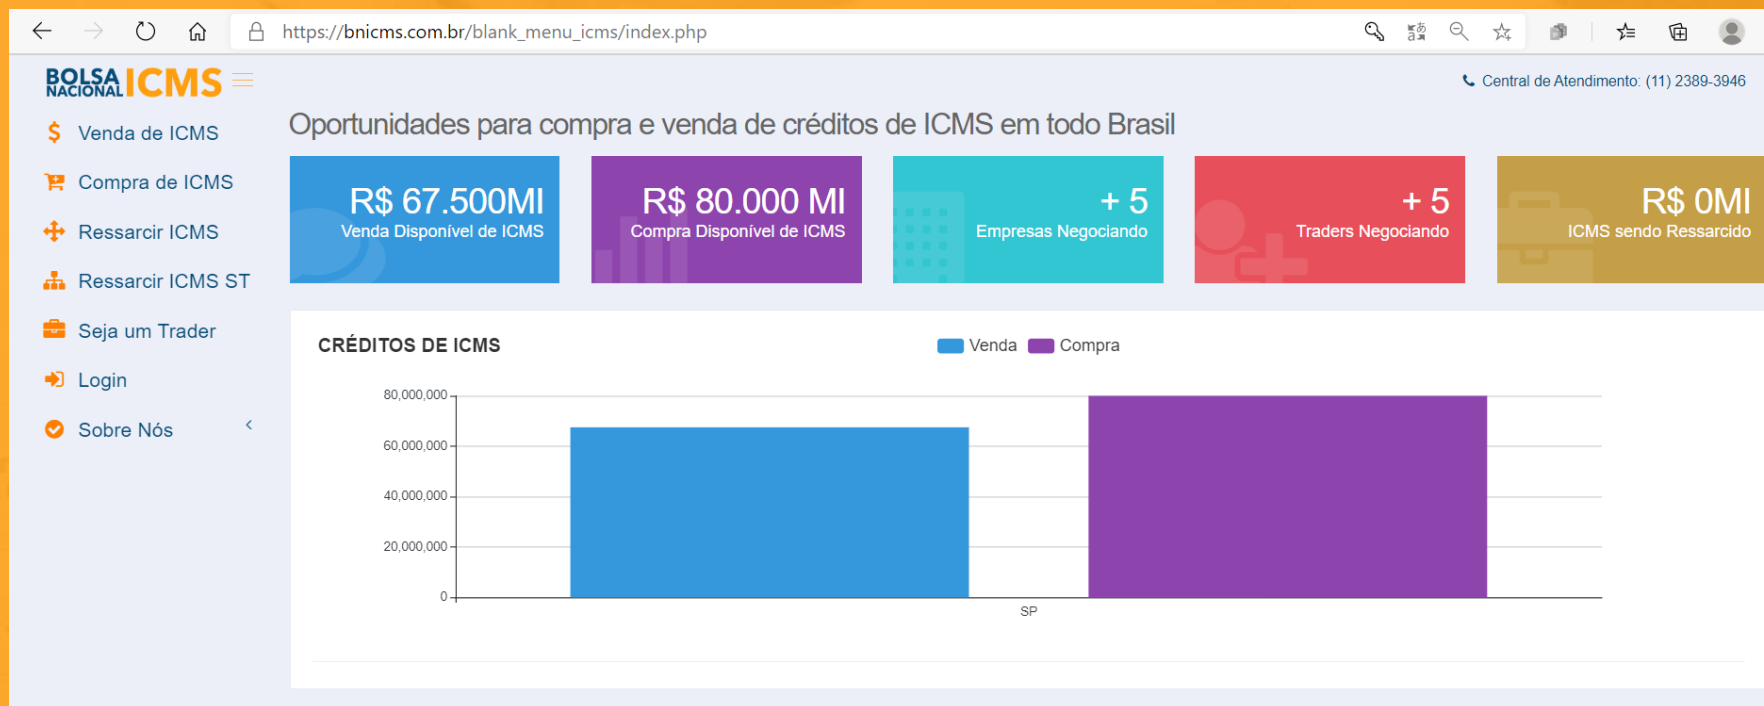 https://bnicms.com.br/blank_menu_icms/index.php
BOLSA
NACIONAL
ICMS
Central de Atendimento: (11) 2389-3946
Venda de ICMS
Compra de ICMS
Ressarcir ICMS
Ressarcir ICMS ST
Seja um Trader
Login
Sobre Nós
Oportunidades para compra e venda de créditos de ICMS em todo Brasil
R$ 67.500MI
Venda Disponível de ICMS
R$ 80.000 MI
Compra Disponível de ICMS
+ 5
Empresas Negociando
+ 5
Traders Negociando
R$ 0MI
ICMS sendo Ressarcido
CRÉDITOS DE ICMS
Venda Compra
80,000,000
60,000,000
40,000,000
20,000,000
0
SP